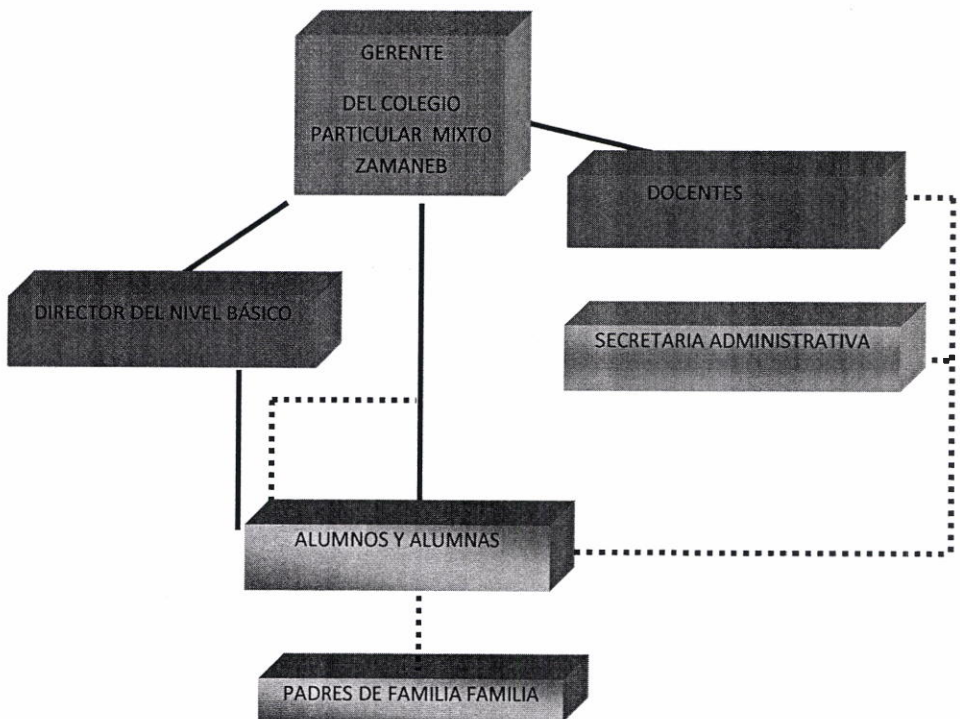 GERENTE
DEL COLEGIO
PARTICULAR MIXTO
ZAMANEB
DOCENTES
DIRECTOR DEL NIVEL BÁSICO
SECRETARIA ADMINISTRATIVA
ALUMNOS Y ALUMNAS
PADRES DE FAMILIA FAMILIA